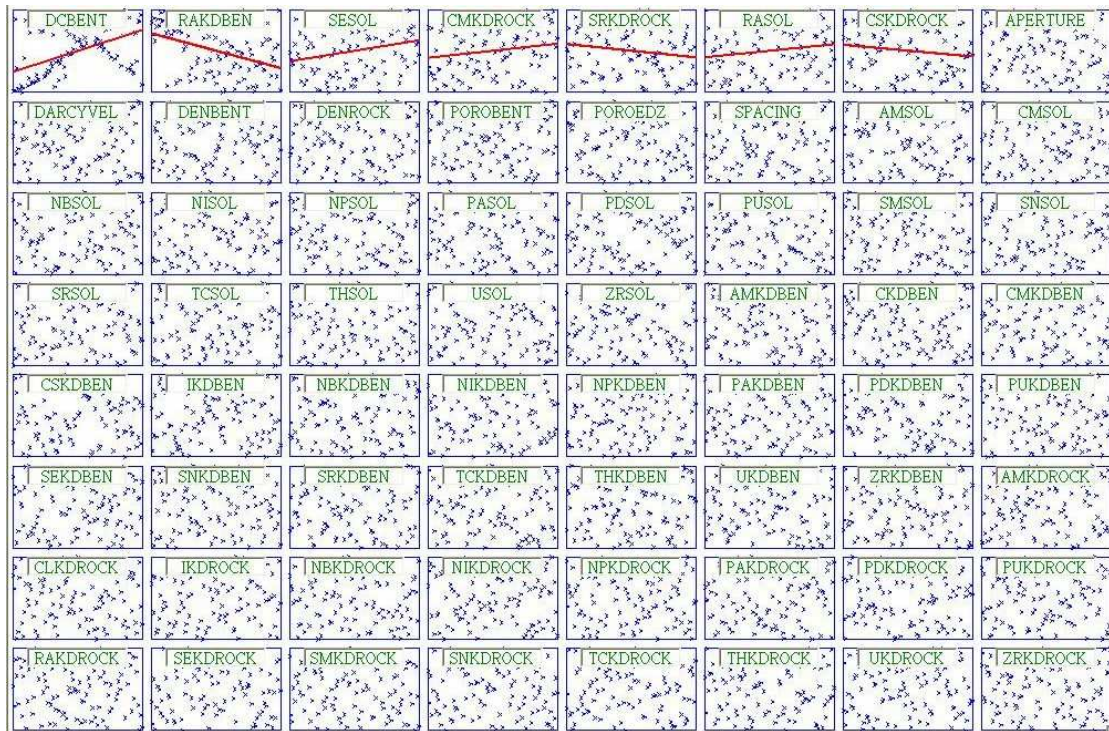 DCBENT RAKDBEN SESOL CMKDROCK SRKDROCK RASOL CSKDROCK APERTURE
DARCYVEL DENBENT DENROCK POROBENT POROEDZ SPACING AMSOL CMSOL
NBSOL NISOL NPSOL PASOL PDSOL PUSOL SMSOL SNSOL
SRSOL TCSOL THSOL USOL ZRSOL AMKDBEN CKDBEN CMKDBEN
CSKDBEN IKDBEN NBKDBEN NIKDBEN NPKDBEN PAKDBEN PDKDBEN PUKDBEN
SEKDBEN SNKDBEN SRKDBEN TCKDBEN THKDBEN UKDBEN ZRKDBEN AMKDROCK
CLKDROCK IKDROCK NBKDROCK NIKDROCK NPKDROCK PAKDROCK PDKDROCK PUKDROCK
RAKDROCK SEKDROCK SMKDROCK SNKDROCK TCKDROCK THKDROCK UKDROCK ZRKDROCK